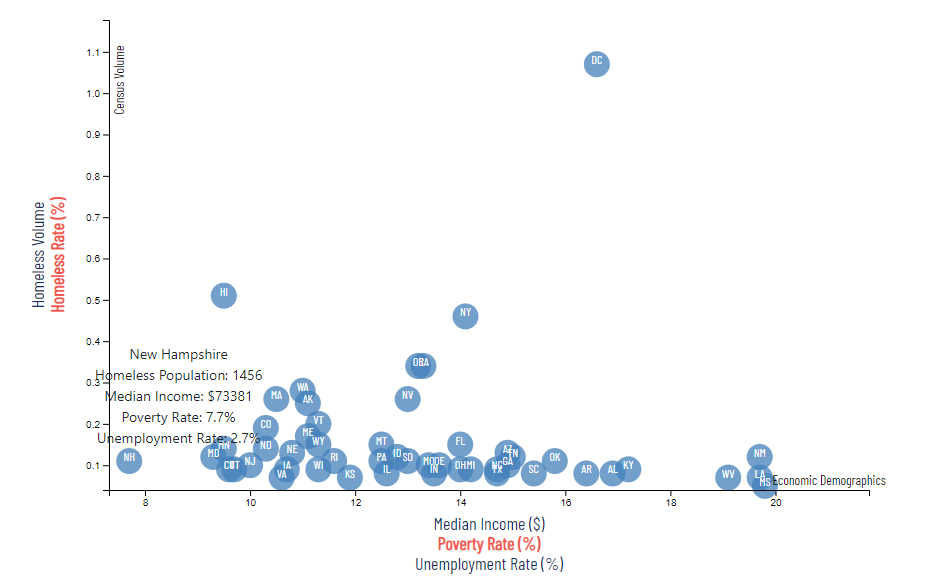 1.1
Census Volume
DC
1.0
0.9
0.8
0.7
Homeless Volume
Homeless Rate (%)
0.6
HI
0.5
NY
0.4
New Hampshire
OR
CA
Homeless Population: 1456
0.3
WA
Median Income: $73381
MA
AK
NV
Poverty Rate: 7.7%
0.2
CO
VT
Unemployment Rate: 2.7%
ME
ND
WY
MT
FL
NH
MD
MN
NE
PA
ID
SD
AZ
TN
GA
OK
NM
0.1
CT
UT
NJ
IA
WI
RI
MO
DE
OH
MI
NC
VA
KS
IL
IN
TX
SC
AR
AL
KY
WV
LA
MS
Economic Demographics
8
10
12
14
16
18
20
Median Income ($)
Poverty Rate (%)
Unemployment Rate (%)